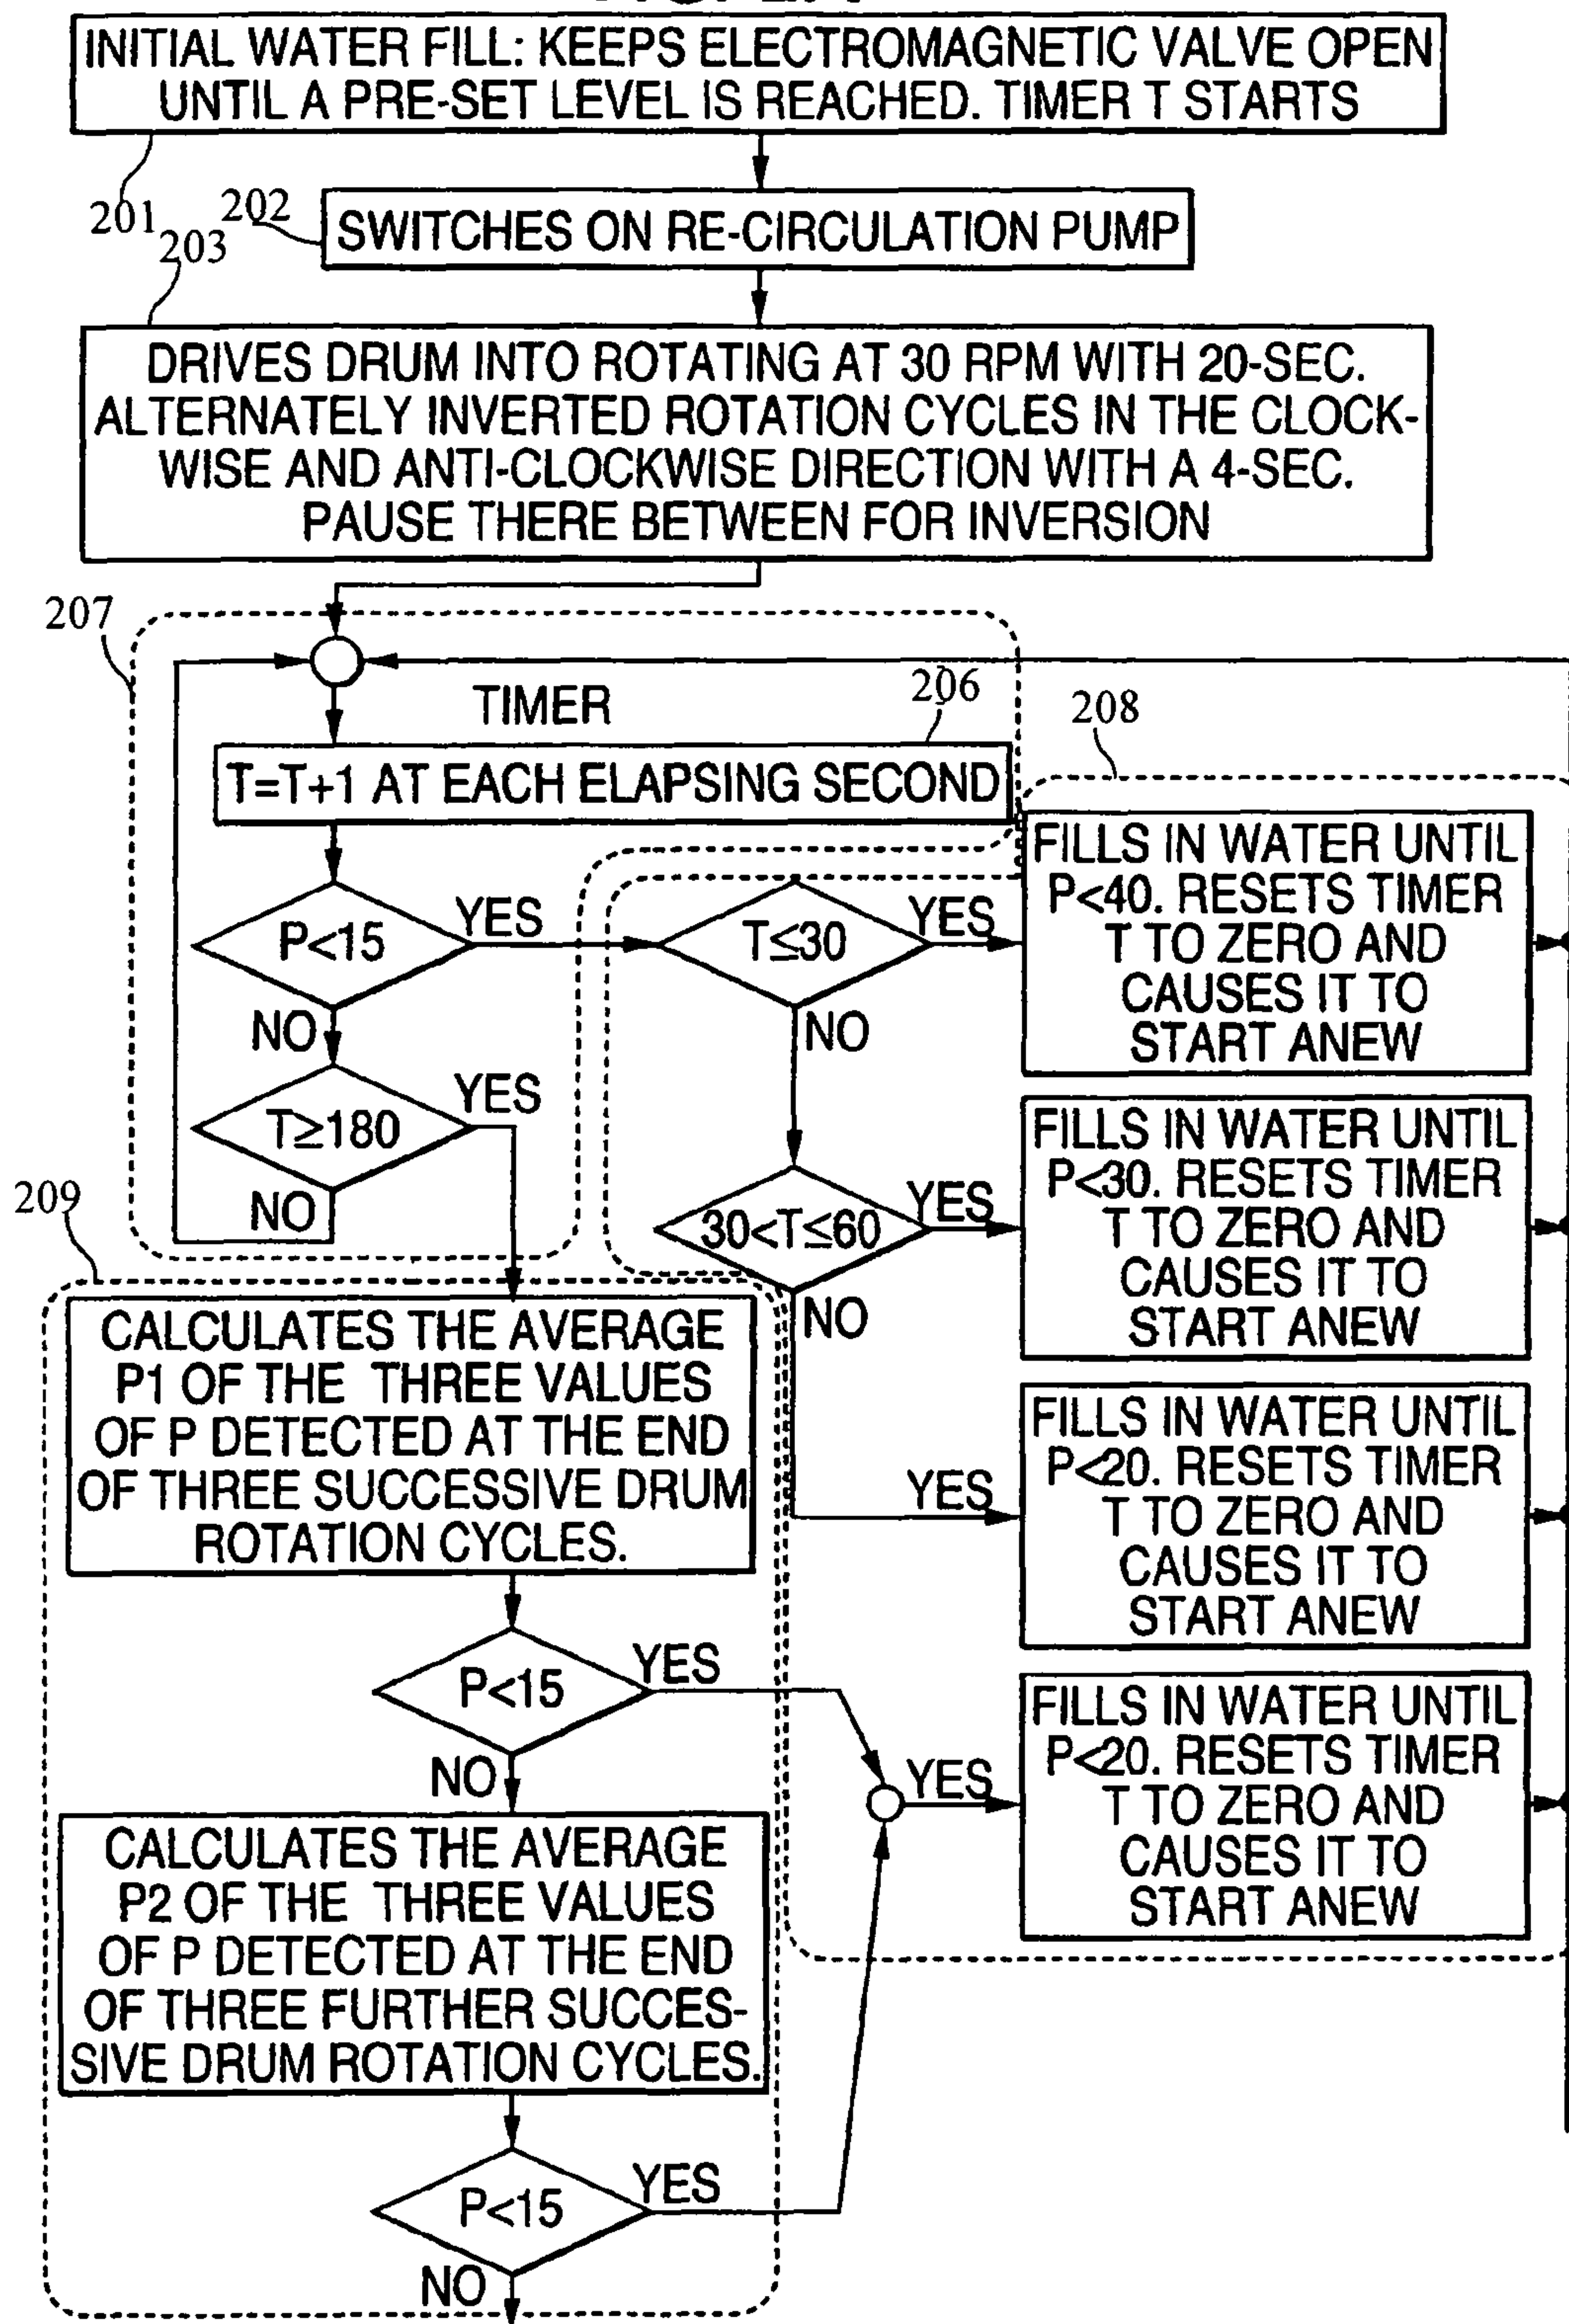 INITIAL WATER FILL: KEEPS ELECTROMAGNETIC VALVE OPEN
UNTIL A PRE-SET LEVEL IS REACHED. TIMER T STARTS
201
202
SWITCHES ON RE-CIRCULATION PUMP
203
DRIVES DRUM INTO ROTATING AT 30 RPM WITH 20-SEC.
ALTERNATELY INVERTED ROTATION CYCLES IN THE CLOCK-
WISE AND ANTI-CLOCKWISE DIRECTION WITH A 4-SEC.
PAUSE THERE BETWEEN FOR INVERSION
207
TIMER
206
208
T=T+1 AT EACH ELAPSING SECOND
P<15
YES
NO
T≤30
YES
NO
FILLS IN WATER UNTIL
P<40. RESETS TIMER
T TO ZERO AND
CAUSES IT TO
START ANEW
T≥180
YES
NO
30<T≤60
YES
NO
FILLS IN WATER UNTIL
P<30. RESETS TIMER
T TO ZERO AND
CAUSES IT TO
START ANEW
209
CALCULATES THE AVERAGE
P1 OF THE THREE VALUES
OF P DETECTED AT THE END
OF THREE SUCCESSIVE DRUM
ROTATION CYCLES.
YES
FILLS IN WATER UNTIL
P<20. RESETS TIMER
T TO ZERO AND
CAUSES IT TO
START ANEW
P<15
YES
NO
YES
FILLS IN WATER UNTIL
P<20. RESETS TIMER
T TO ZERO AND
CAUSES IT TO
START ANEW
CALCULATES THE AVERAGE
P2 OF THE THREE VALUES
OF P DETECTED AT THE END
OF THREE FURTHER SUCCES-
SIVE DRUM ROTATION CYCLES.
P<15
YES
NO